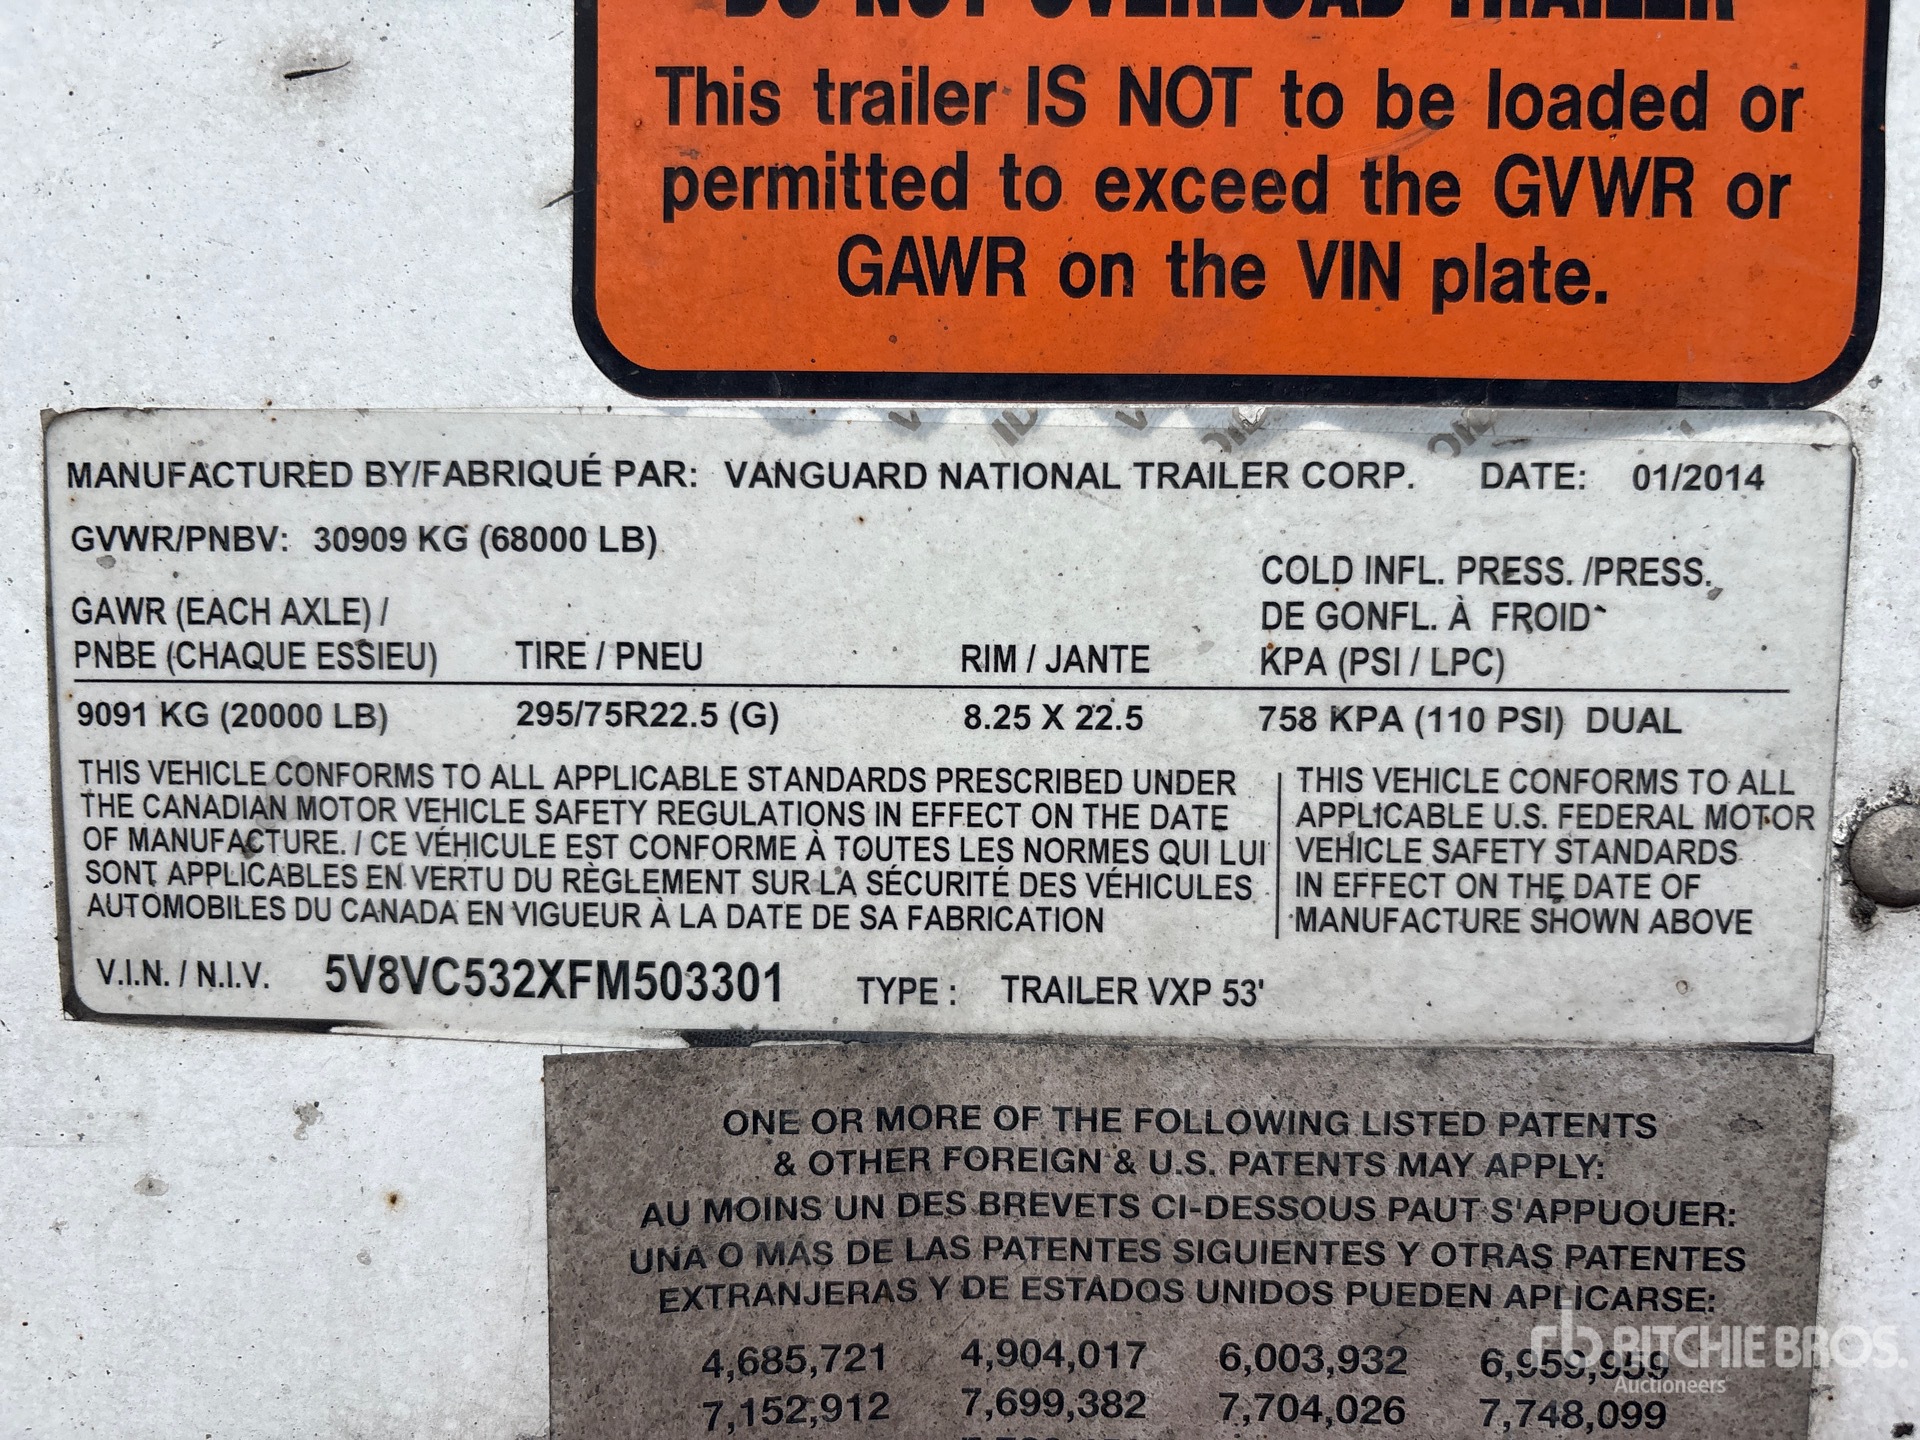 DO NOT OVERLOAD TRAILER
This trailer IS NOT to be loaded or
permitted to exceed the GVWR or
GAWR on the VIN plate.
MANUFACTURED BY/FABRIQUÉ PAR: VANGUARD NATIONAL TRAILER CORP. DATE: 01/2014
GVWR/PNBV: 30909 KG (68000 LB)
COLD INFL. PRESS. /PRESS.
GAWR (EACH AXLE) / DE GONFL. À FROID
PNBE (CHAQUE ESSIEU) TIRE / PNEU RIM / JANTE KPA (PSI / LPC)
9091 KG (20000 LB) 295/75R22.5 (G) 8.25 X 22.5 758 KPA (110 PSI) DUAL
THIS VEHICLE CONFORMS TO ALL APPLICABLE STANDARDS PRESCRIBED UNDER
THE CANADIAN MOTOR VEHICLE SAFETY REGULATIONS IN EFFECT ON THE DATE
OF MANUFACTURE. / CE VÉHICULE EST CONFORME À TOUTES LES NORMES QUI LUI
SONT APPLICABLES EN VERTU DU RÈGLEMENT SUR LA SÉCURITÉ DES VÉHICULES
AUTOMOBILES DU CANADA EN VIGUEUR À LA DATE DE SA FABRICATION
THIS VEHICLE CONFORMS TO ALL
APPLICABLE U.S. FEDERAL MOTOR
VEHICLE SAFETY STANDARDS
IN EFFECT ON THE DATE OF
MANUFACTURE SHOWN ABOVE
V.I.N. / N.I.V. 5V8VC532XFM503301 TYPE : TRAILER VXP 53'
ONE OR MORE OF THE FOLLOWING LISTED PATENTS
& OTHER FOREIGN & U.S. PATENTS MAY APPLY:
AU MOINS UN DES BREVETS CI-DESSOUS PAUT S'APPUOUER:
UNA O MÁS DE LAS PATENTES SIGUIENTES Y OTRAS PATENTES
EXTRANJERAS Y DE ESTADOS UNIDOS PUEDEN APLICARSE:
4,685,721 4,904,017 6,003,932 6,959,959
7,152,912 7,699,382 7,704,026 7,748,099
rb RITCHIE BROS.
Auctioneers